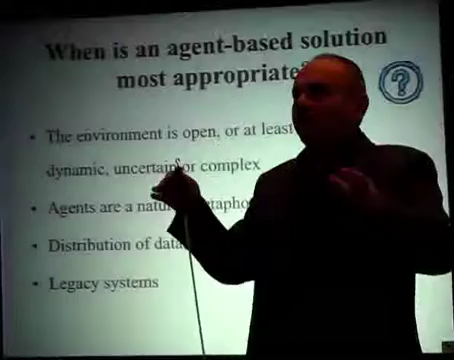 When is an agent-based solution
most appropriate
?
• The environment is open, or at least
dynamic, uncertain or complex
• Agents are a
• Distribution of data
• Legacy systems